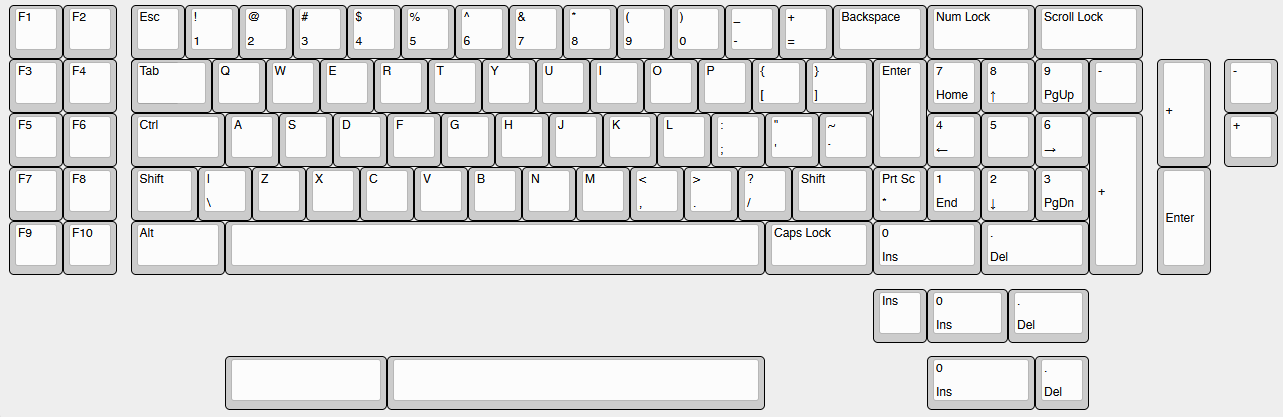 F1 F2 Esc ! @ # $ % ^ & * ( ) _ + Backspace Num Lock Scroll Lock
1 2 3 4 5 6 7 8 9 0 - =
F3 F4 Tab Q W E R T Y U I O P { } Enter 7 8 9 - -
[ ] Home ↑ PgUp +
F5 F6 Ctrl A S D F G H J K L : " ~ 4 5 6 +
; ' ` ← →
F7 F8 Shift | Z X C V B N M < > ? Shift Prt Sc 1 2 3 +
\ , . / * End ↓ PgDn Enter
F9 F10 Alt Caps Lock 0 .
Ins Del
Ins 0 .
Ins Del
0 .
Ins Del